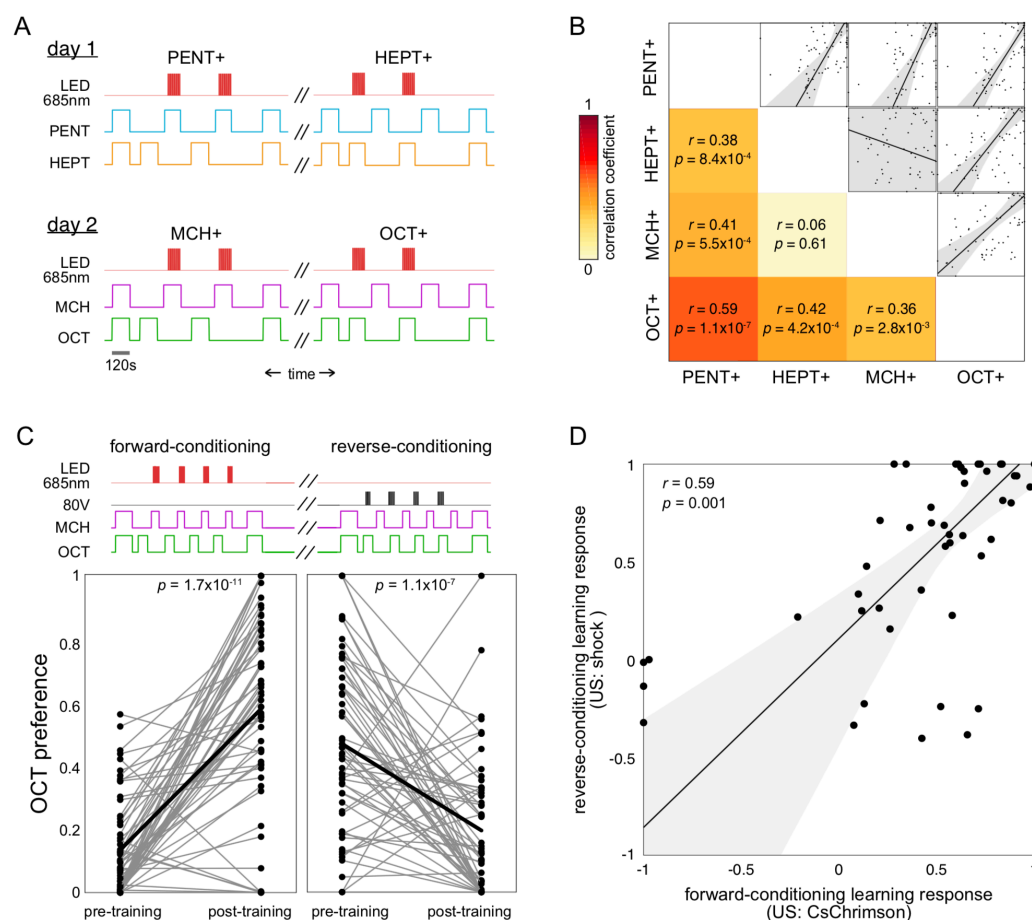 A
day 1
PENT+
HEPT+
LED
685nm
PENT
HEPT
day 2
MCH+
OCT+
LED
685nm
MCH
OCT
120s
← time →
B
PENT+
HEPT+
MCH+
OCT+
1
correlation coefficient
0
r = 0.38
p = 8.4x10⁻⁴
r = 0.41
p = 5.5x10⁻⁴
r = 0.06
p = 0.61
r = 0.59
p = 1.1x10⁻⁷
r = 0.42
p = 4.2x10⁻⁴
r = 0.36
p = 2.8x10⁻³
PENT+ HEPT+ MCH+ OCT+
C
forward-conditioning
reverse-conditioning
LED
685nm
80V
MCH
OCT
p = 1.7x10⁻¹¹
p = 1.1x10⁻⁷
OCT preference
1
0.8
0.6
0.4
0.2
0
pre-training post-training pre-training post-training
D
r = 0.59
p = 0.001
reverse-conditioning learning response
(US: shock )
1
0.5
0
-0.5
-1
-1 -0.5 0 0.5 1
forward-conditioning learning response
(US: CsChrimson)